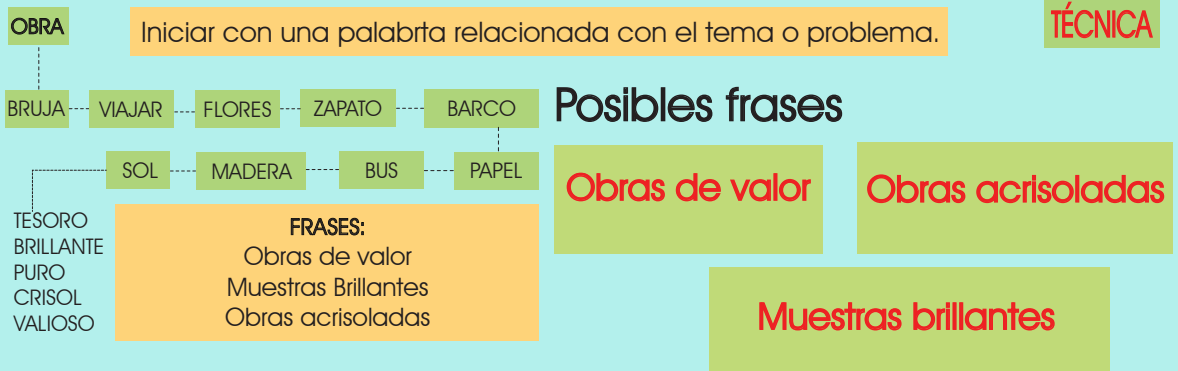 OBRA
Iniciar con una palabrta relacionada con el tema o problema.
TÉCNICA
BRUJA
VIAJAR
FLORES
ZAPATO
BARCO
SOL
MADERA
BUS
PAPEL
TESORO
BRILLANTE
PURO
CRISOL
VALIOSO
FRASES:
Obras de valor
Muestras Brillantes
Obras acrisoladas
Posibles frases
Obras de valor
Obras acrisoladas
Muestras brillantes